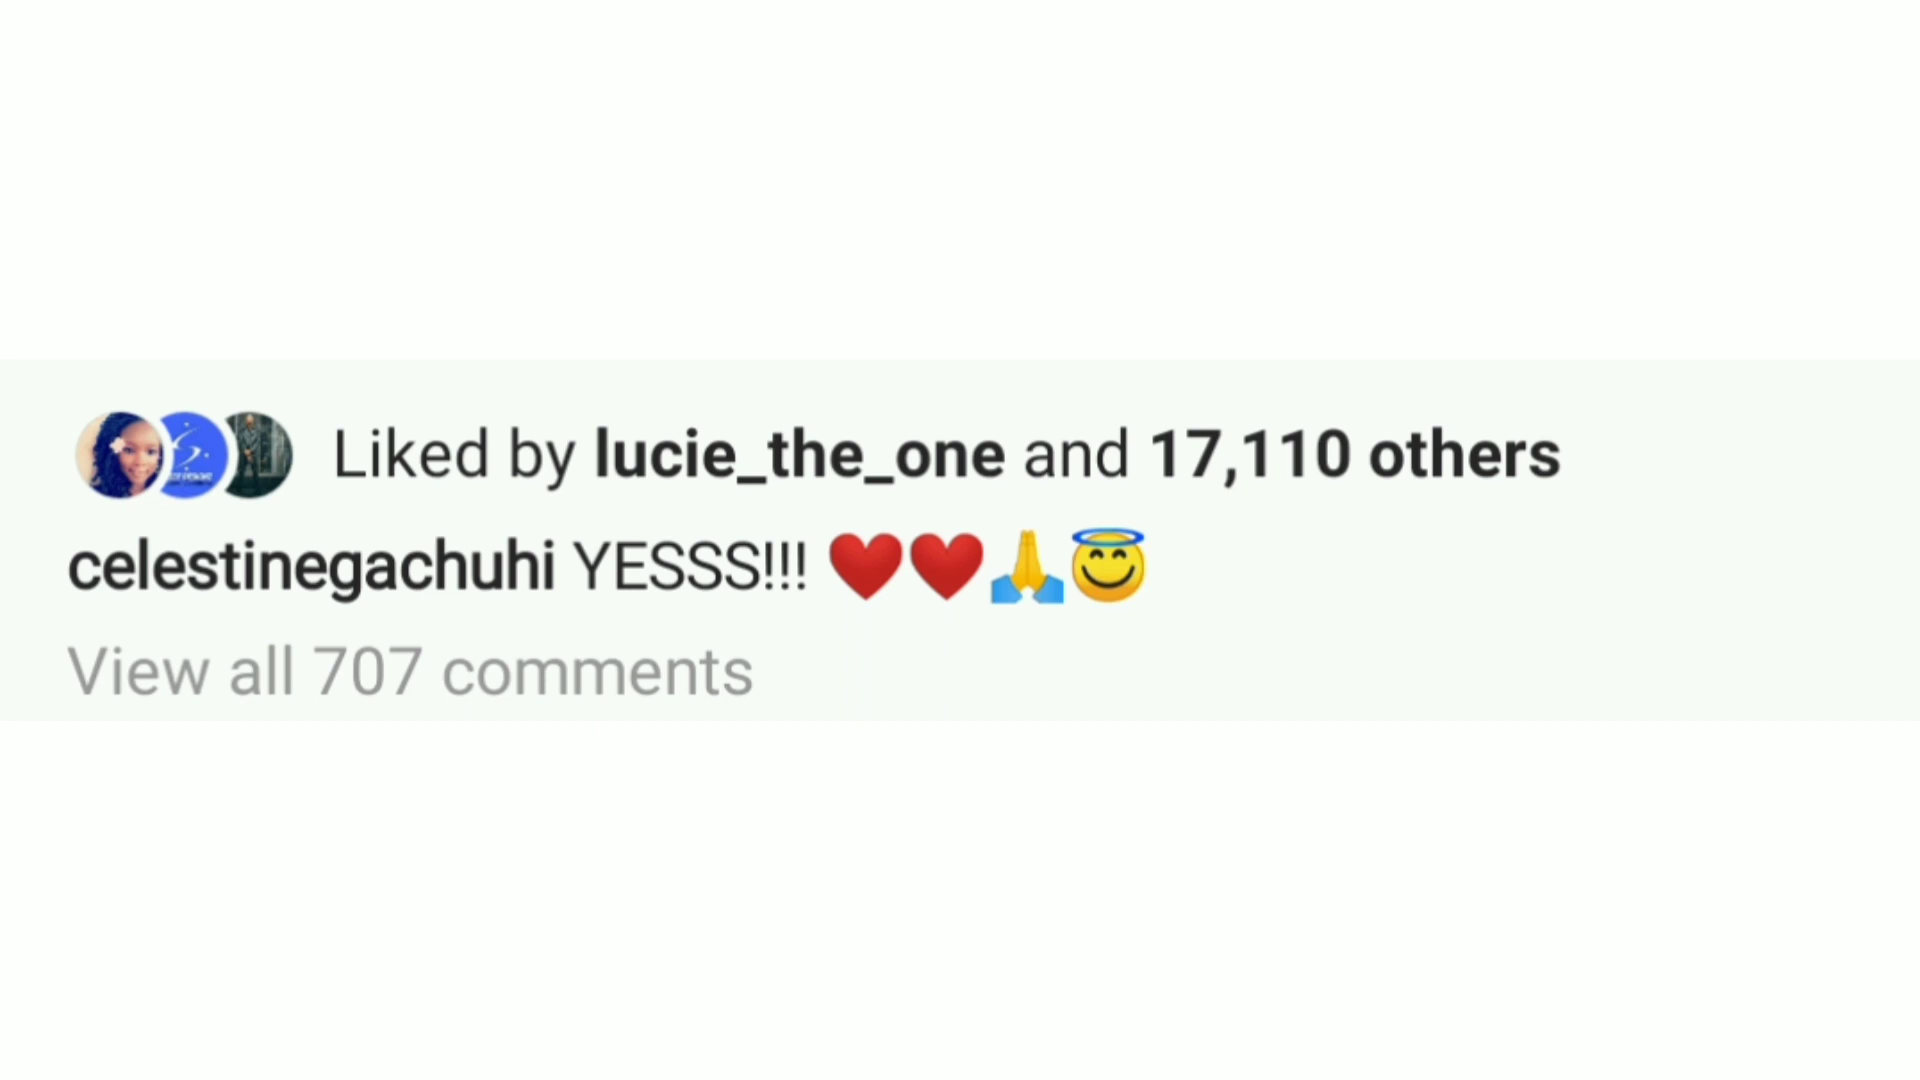 Liked by lucie_the_one and 17,110 others
celestinegachuhi YESSS!!! ❤️❤️🙏😇
View all 707 comments